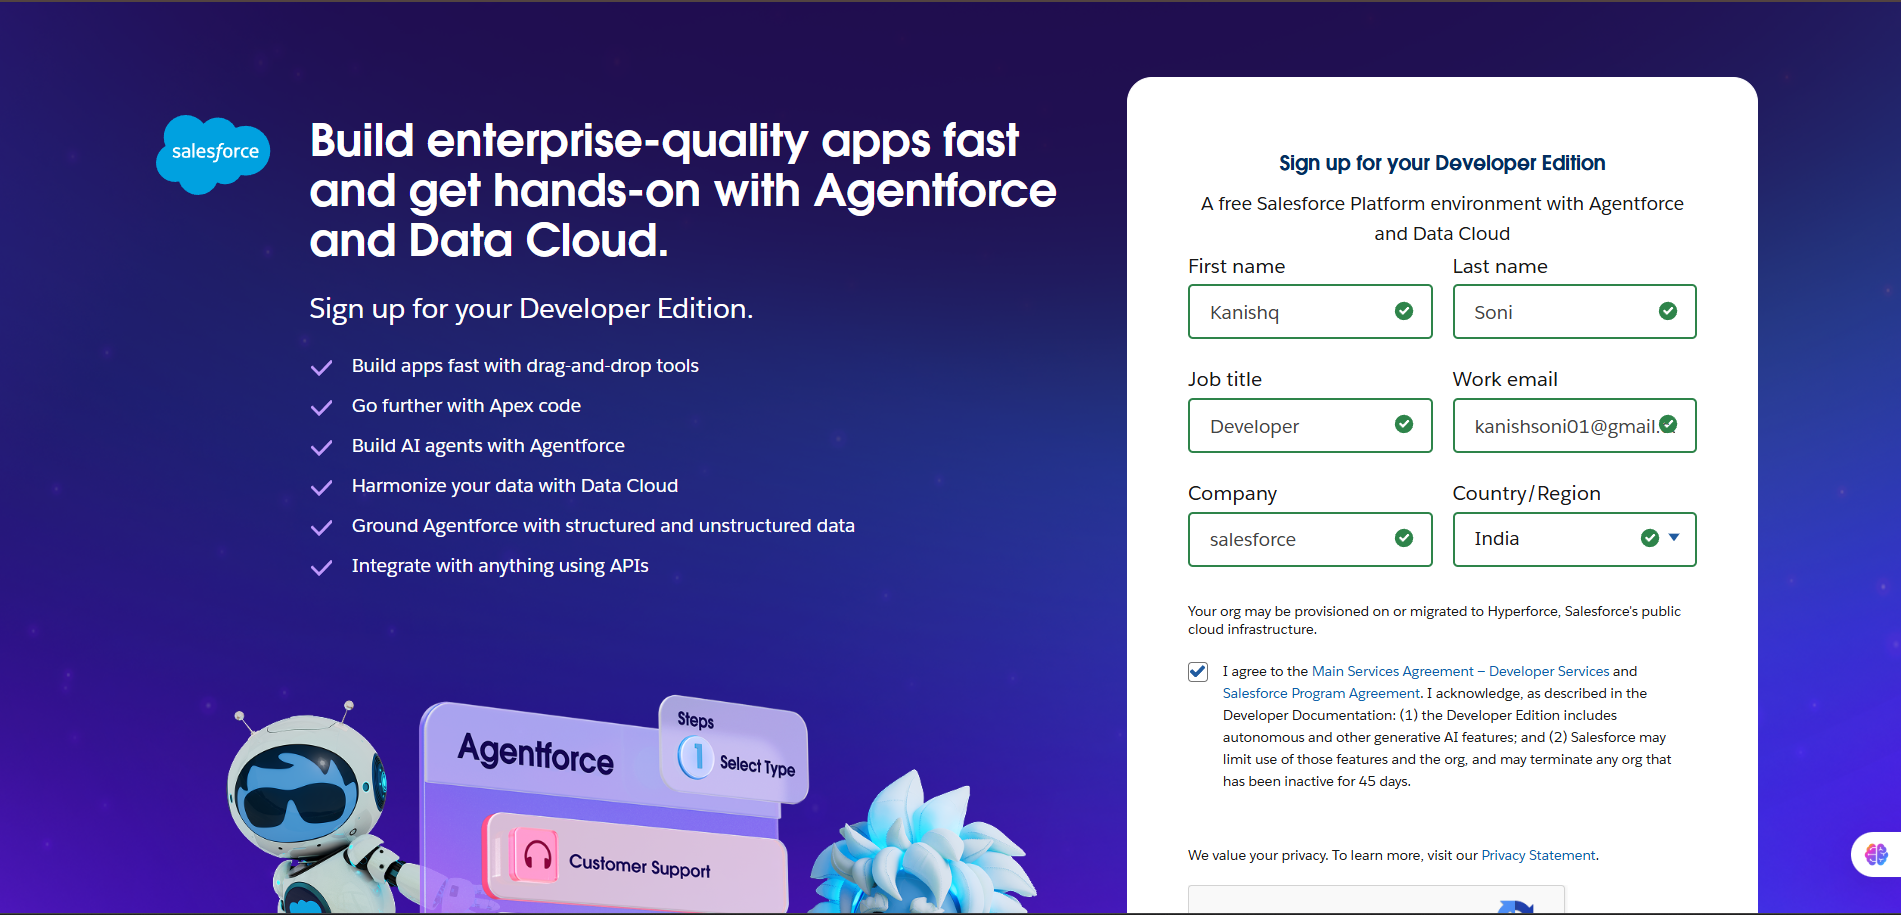 salesforce
Build enterprise-quality apps fast
and get hands-on with Agentforce
and Data Cloud.
Sign up for your Developer Edition.
Build apps fast with drag-and-drop tools
Go further with Apex code
Build AI agents with Agentforce
Harmonize your data with Data Cloud
Ground Agentforce with structured and unstructured data
Integrate with anything using APIs
Agentforce
Steps
1 Select Type
Customer Support
Sign up for your Developer Edition
A free Salesforce Platform environment with Agentforce
and Data Cloud
First name
Last name
Kanishq
Soni
Job title
Work email
Developer
kanishsoni01@gmail.
Company
Country/Region
salesforce
India
Your org may be provisioned on or migrated to Hyperforce, Salesforce's public
cloud infrastructure.
I agree to the Main Services Agreement – Developer Services and
Salesforce Program Agreement. I acknowledge, as described in the
Developer Documentation: (1) the Developer Edition includes
autonomous and other generative AI features; and (2) Salesforce may
limit use of those features and the org, and may terminate any org that
has been inactive for 45 days.
We value your privacy. To learn more, visit our Privacy Statement.